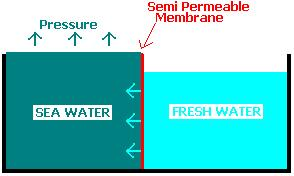 Semi Permeable
Membrane
Pressure
SEA WATER
FRESH WATER